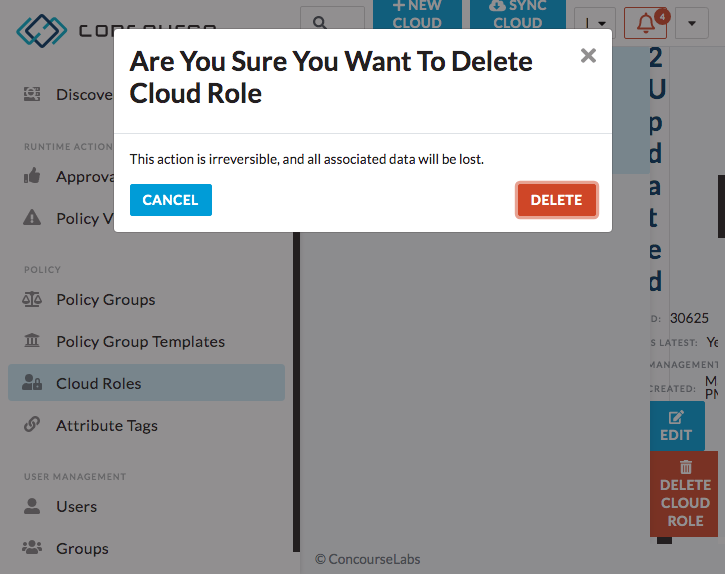 NEW
CLOUD
SYNC
CLOUD
4
Are You Sure You Want To Delete
Cloud Role
This action is irreversible, and all associated data will be lost.
CANCEL
DELETE
Discove
RUNTIME ACTION
Approva
Policy V
POLICY
Policy Groups
Policy Group Templates
Cloud Roles
Attribute Tags
USER MANAGEMENT
Users
Groups
2
U
p
d
a
t
e
d
D: 30625
S LATEST: Ye
MANAGEMENT
CREATED: M
PM
EDIT
DELETE
CLOUD
ROLE
© ConcourseLabs